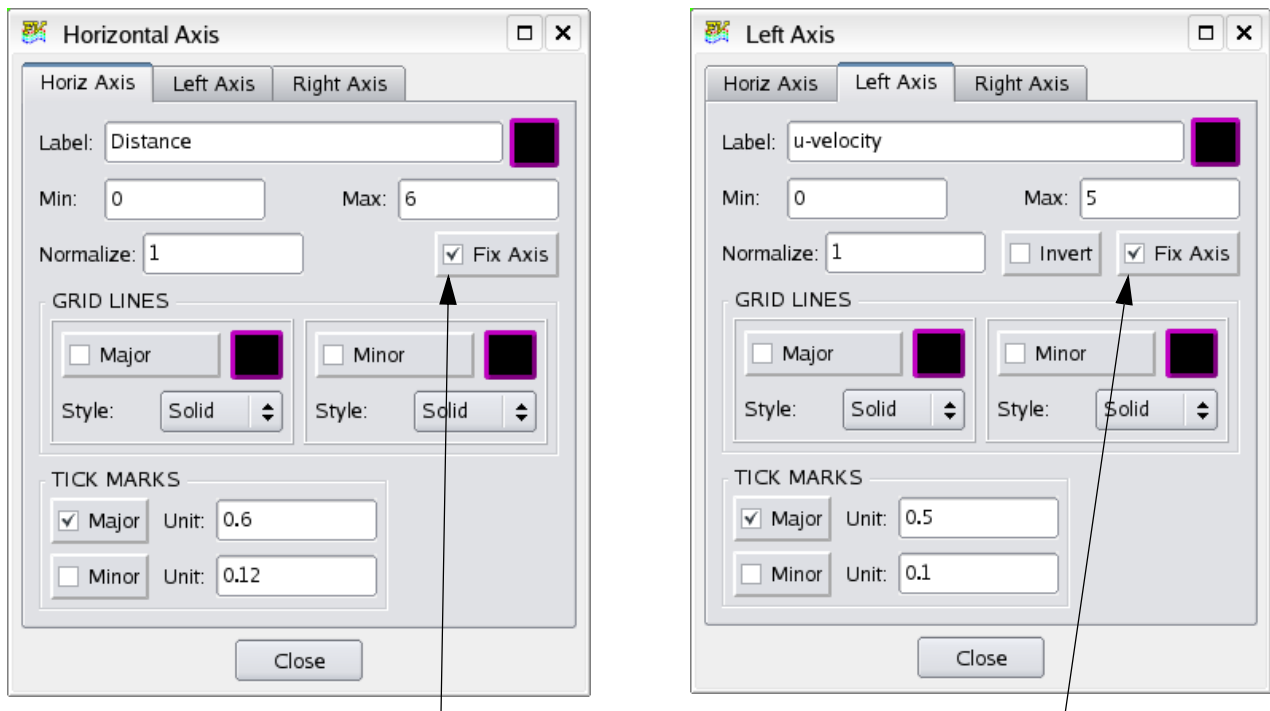 Horizontal Axis
Horiz Axis Left Axis Right Axis
Label: Distance
Min: 0 Max: 6
Normalize: 1 Fix Axis
GRID LINES
Major Minor
Style: Solid Style: Solid
TICK MARKS
Major Unit: 0.6
Minor Unit: 0.12
Close
Left Axis
Horiz Axis Left Axis Right Axis
Label: u-velocity
Min: 0 Max: 5
Normalize: 1 Invert Fix Axis
GRID LINES
Major Minor
Style: Solid Style: Solid
TICK MARKS
Major Unit: 0.5
Minor Unit: 0.1
Close